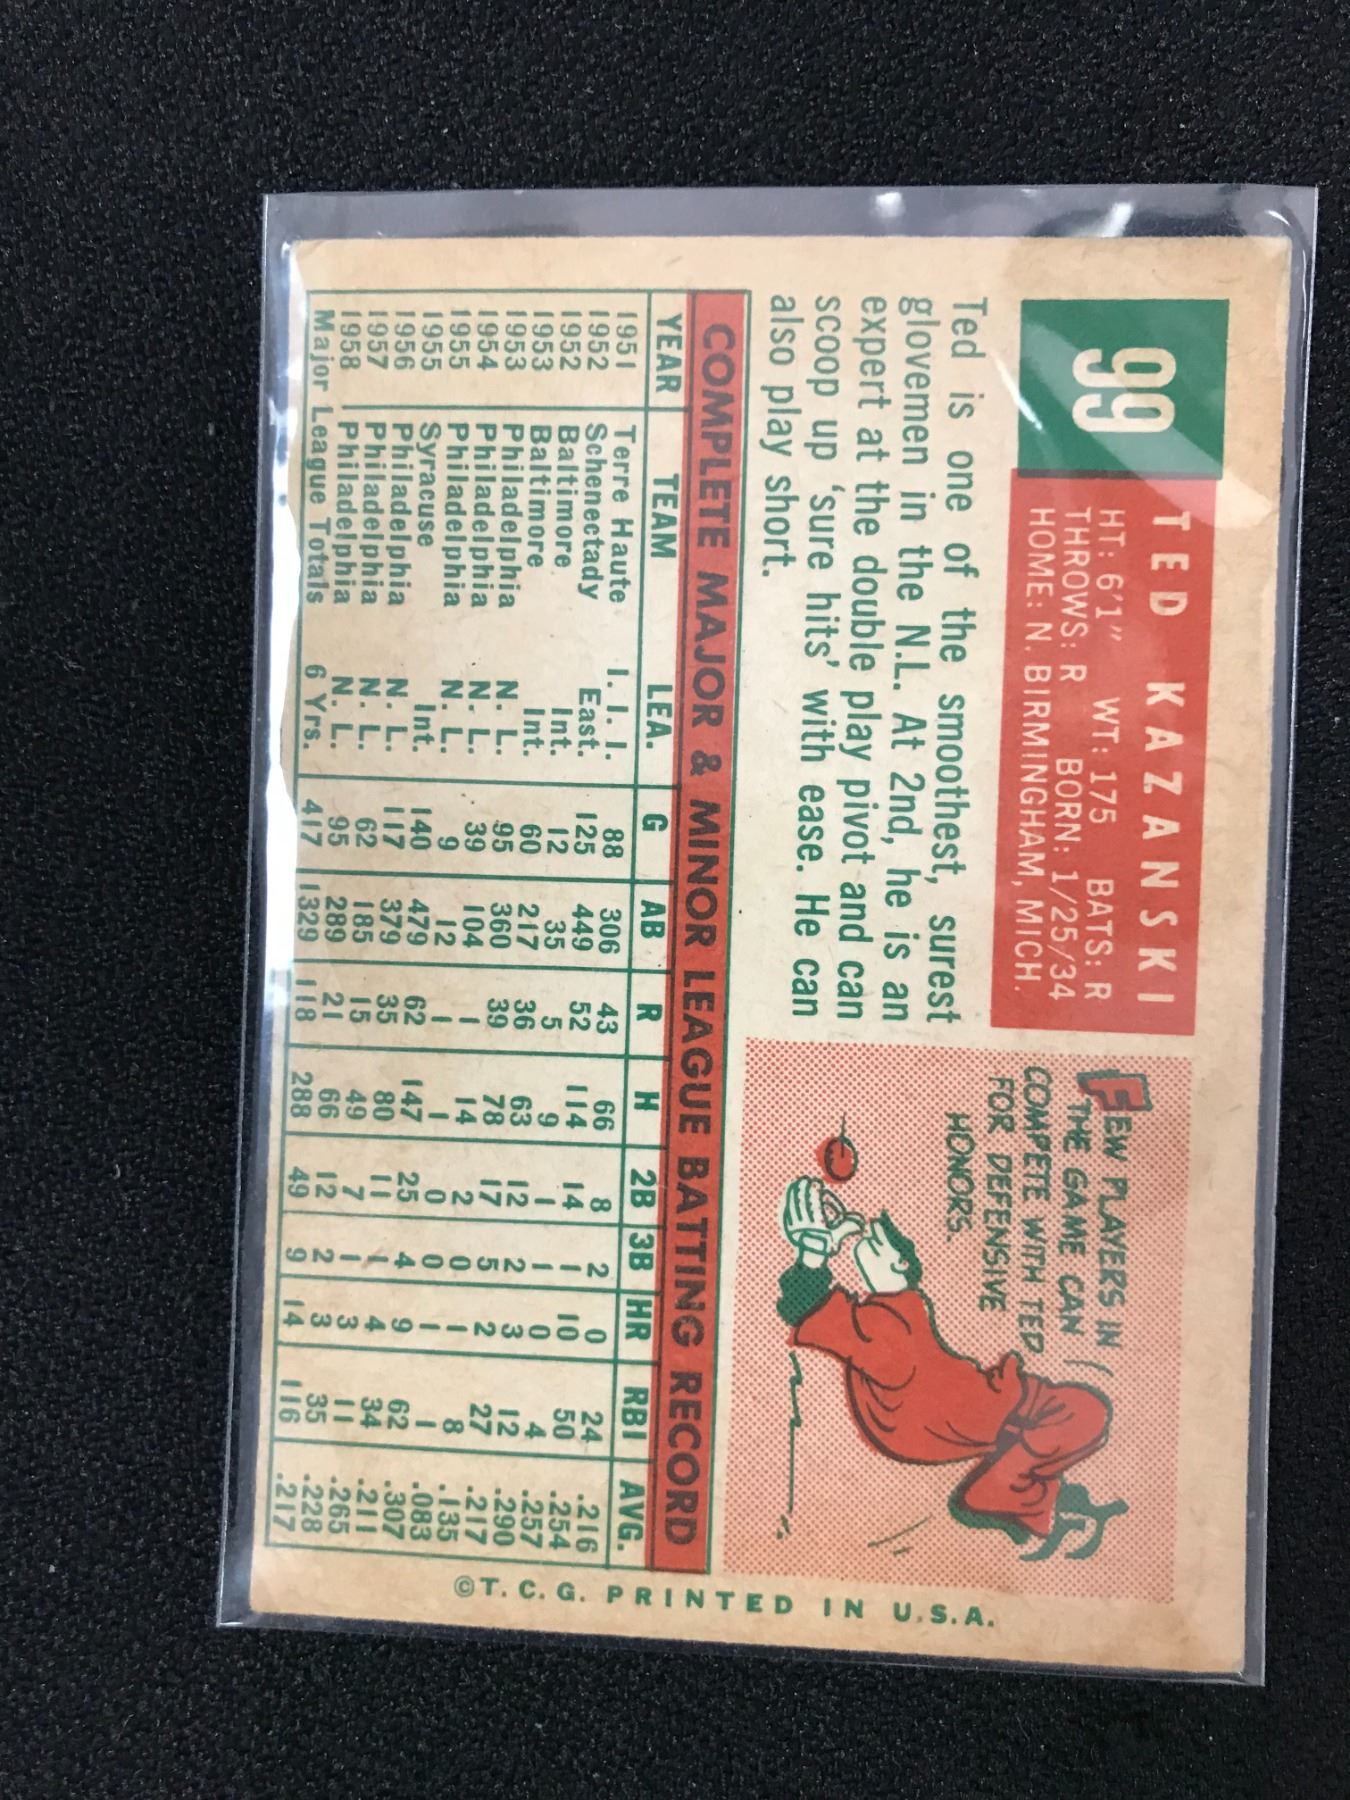 99
TED KAZANSKI
HT: 6'1" WT: 175 BATS: R
THROWS: R BORN: 1/25/34
HOME: N. BIRMINGHAM, MICH.
Ted is one of the smoothest, surest
glovemen in the N.L. At 2nd, he is an
expert at the double play pivot and can
scoop up 'sure hits' with ease. He can
also play short.
FEW PLAYERS IN
THE GAME CAN
COMPETE WITH TED
FOR DEFENSIVE
HONORS.
COMPLETE MAJOR & MINOR LEAGUE BATTING RECORD
YEAR TEAM LEA. G AB R H 2B 3B HR RBI AVG.
1951 Terre Haute I. I. I. 88 306 43 66 8 2 0 24 .216
1952 Schenectady East. 125 449 52 114 14 1 10 50 .254
1952 Baltimore Int. 12 35 5 9 1 1 0 4 .257
1953 Baltimore Int. 60 217 36 63 12 2 3 12 .290
1953 Philadelphia N. L. 95 360 39 78 17 5 2 27 .217
1954 Philadelphia N. L. 39 104 1 14 2 0 1 8 .135
1955 Philadelphia N. L. 9 12 1 1 0 0 1 1 .083
1955 Syracuse Int. 140 479 62 147 25 4 9 62 .307
1956 Philadelphia N. L. 117 379 35 80 11 1 4 34 .211
1957 Philadelphia N. L. 62 185 15 49 7 1 3 11 .265
1958 Philadelphia N. L. 95 289 21 66 12 2 3 35 .228
Major League Totals 6 Yrs. 417 1329 118 288 49 9 14 116 .217
©T. C. G. PRINTED IN U.S.A.